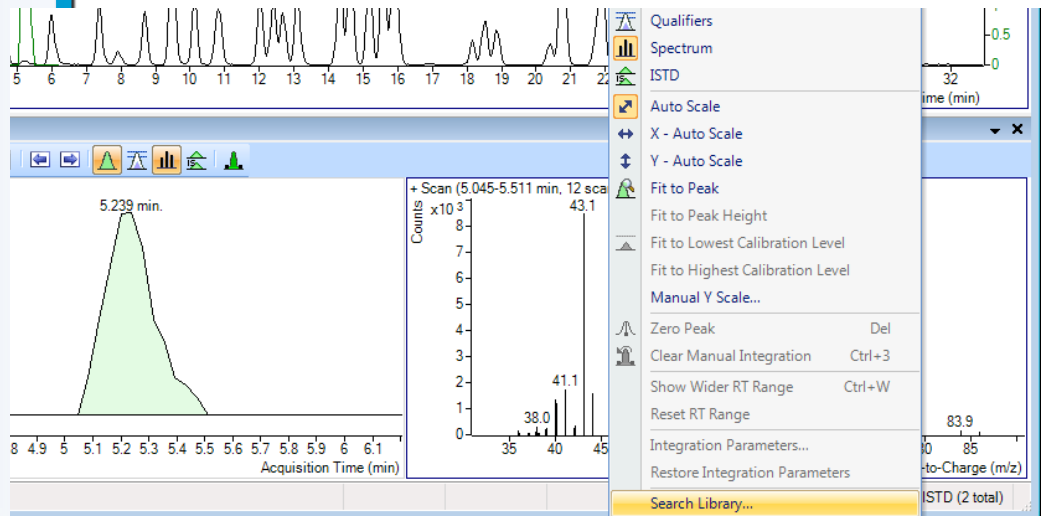 -0.5
-0
5 6 7 8 9 10 11 12 13 14 15 16 17 18 19 20 21 22
32
ime (min)
5.239 min.
8 4.9 5 5.1 5.2 5.3 5.4 5.5 5.6 5.7 5.8 5.9 6 6.1
Acquisition Time (min)
+ Scan (5.045-5.511 min, 12 sca
Counts
x10 3
8-
7-
6-
5-
4-
3-
2-
1-
0-
43.1
41.1
38.0
35 40 45
Qualifiers
Spectrum
IS
ISTD
Auto Scale
X - Auto Scale
Y - Auto Scale
Fit to Peak
Fit to Peak Height
Fit to Lowest Calibration Level
Fit to Highest Calibration Level
Manual Y Scale...
Zero Peak Del
Clear Manual Integration Ctrl+3
Show Wider RT Range Ctrl+W
Reset RT Range
Integration Parameters...
Restore Integration Parameters
Search Library...
83.9
80 85
-to-Charge (m/z)
ISTD (2 total)